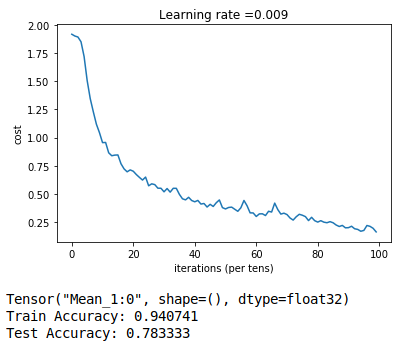 Learning rate =0.009
2.00
1.75
1.50
1.25
1.00
0.75
0.50
0.25
cost
0 20 40 60 80 100
iterations (per tens)
Tensor("Mean_1:0", shape=(), dtype=float32)
Train Accuracy: 0.940741
Test Accuracy: 0.783333